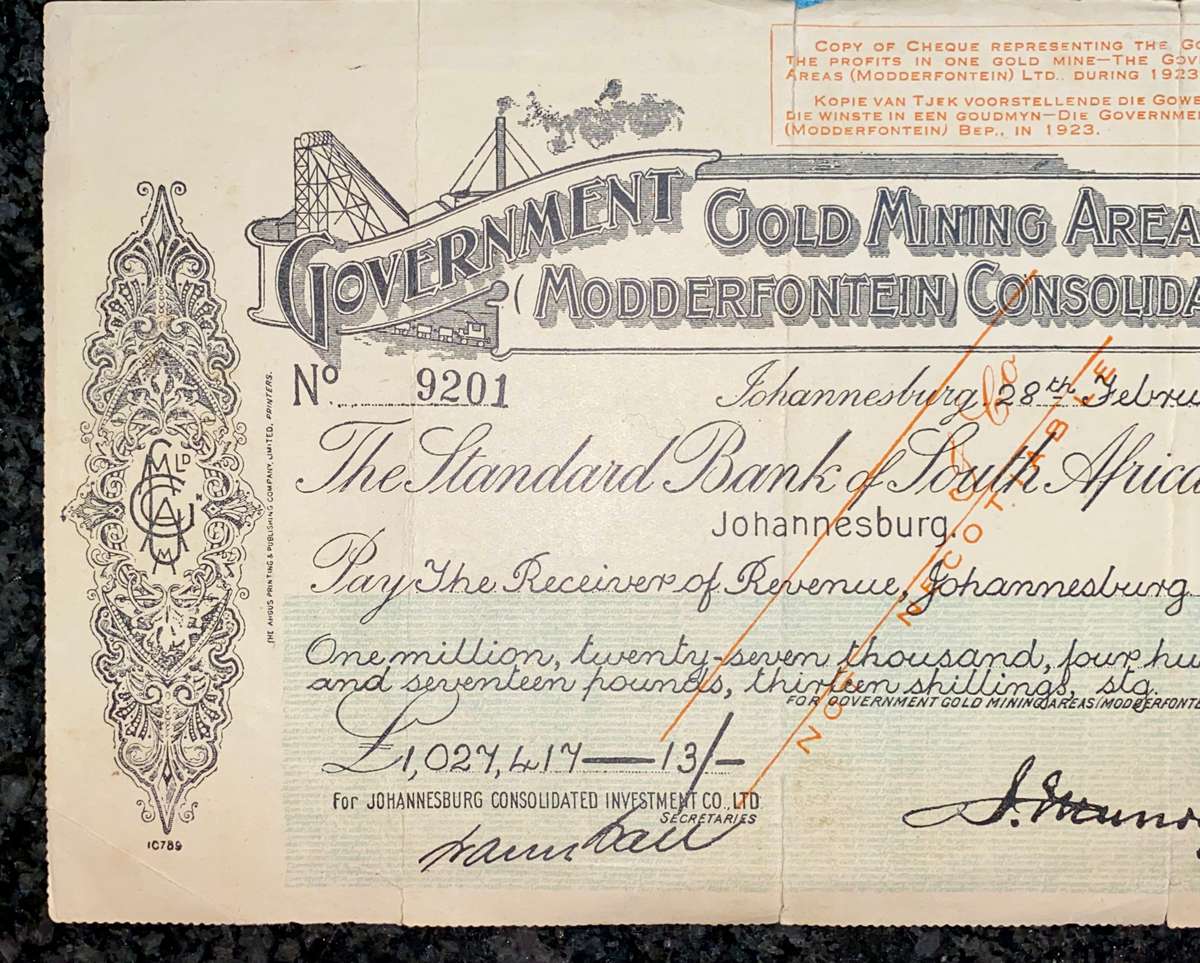 COPY OF CHEQUE REPRESENTING THE GO
THE PROFITS IN ONE GOLD MINE—THE GOV
AREAS (MODDERFONTEIN) LTD. DURING 1923
KOPIE VAN TJEK VOORSTELLENDE DIE GOWE
DIE WINSTE IN EEN GOUDMYN—DIE GOVERNME
(MODDERFONTEIN) BEP., IN 1923.
GOVERNMENT GOLD MINING AREA
(MODDERFONTEIN) CONSOLIDA
No 9201
Johannesburg, 28th Februa
& Co
NOT NEGOTIABLE
The Standard Bank of South Africa
Johannesburg.
Pay The Receiver of Revenue, Johannesburg
One million, twenty-seven thousand, four hu
and seventeen pounds, thirteen shillings, stg.
FOR GOVERNMENT GOLD MINING AREAS (MODDERFONTE
£1,027,417—13/-
For JOHANNESBURG CONSOLIDATED INVESTMENT CO., LTD
SECRETARIES
THE ARGUS PRINTING & PUBLISHING COMPANY, LIMITED, PRINTERS.
10789